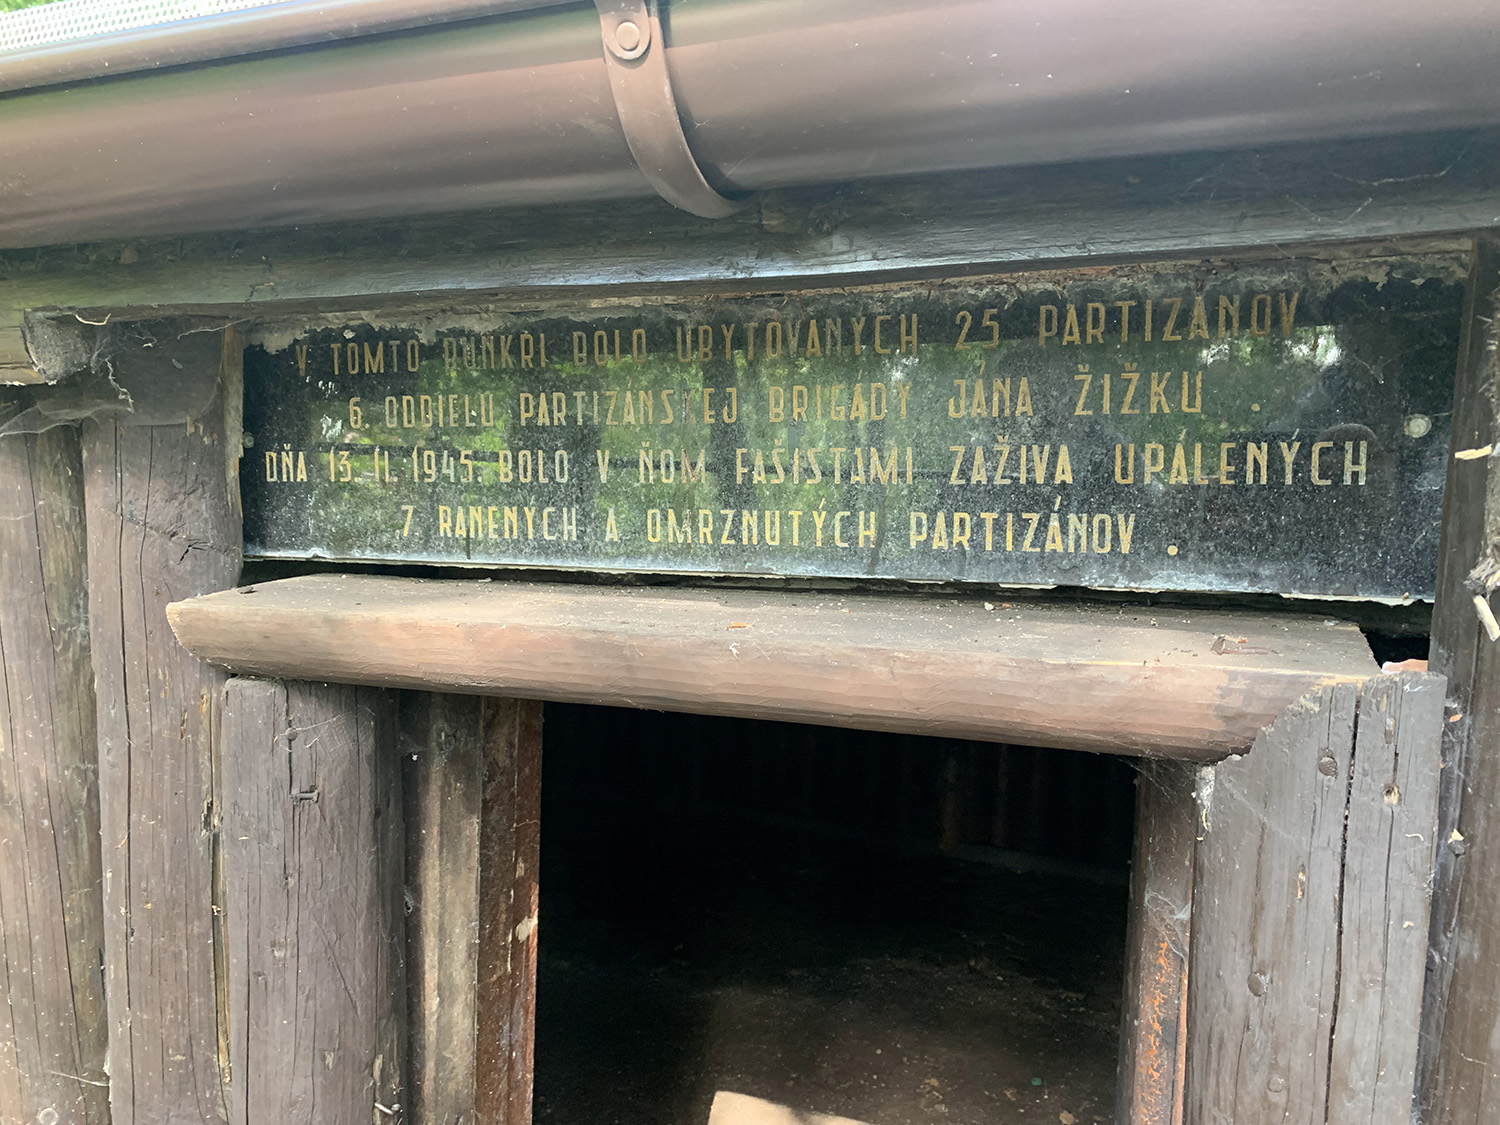 V TOMTO BUNKRI BOLO UBYTOVANÝCH 25 PARTIZÁNOV
6. ODDIELU PARTIZÁNSKEJ BRIGÁDY JÁNA ŽIŽKU .
DŇA 13. II. 1945. BOLO V ŇOM FAŠISTAMI ZAŽIVA UPÁLENÝCH
7 RANENÝCH A OMRZNUTÝCH PARTIZÁNOV .